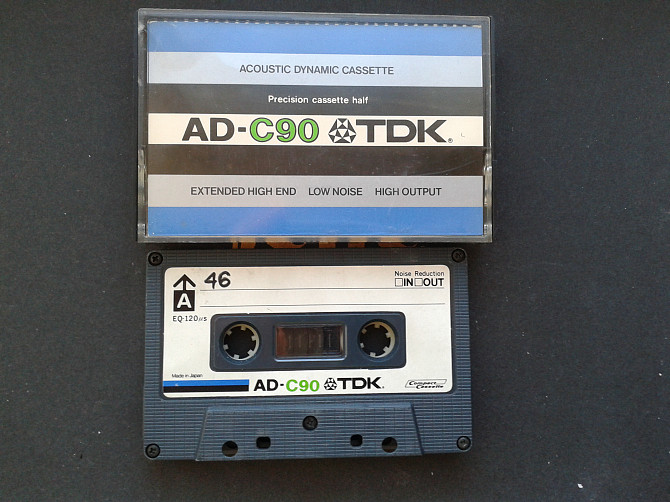 ACOUSTIC DYNAMIC CASSETTE
Precision cassette half
AD-C90 TDK®
EXTENDED HIGH END LOW NOISE HIGH OUTPUT
A 46
Noise Reduction
□IN□OUT
EQ-120μs
Made in Japan
AD-C90 TDK®
Compact Cassette